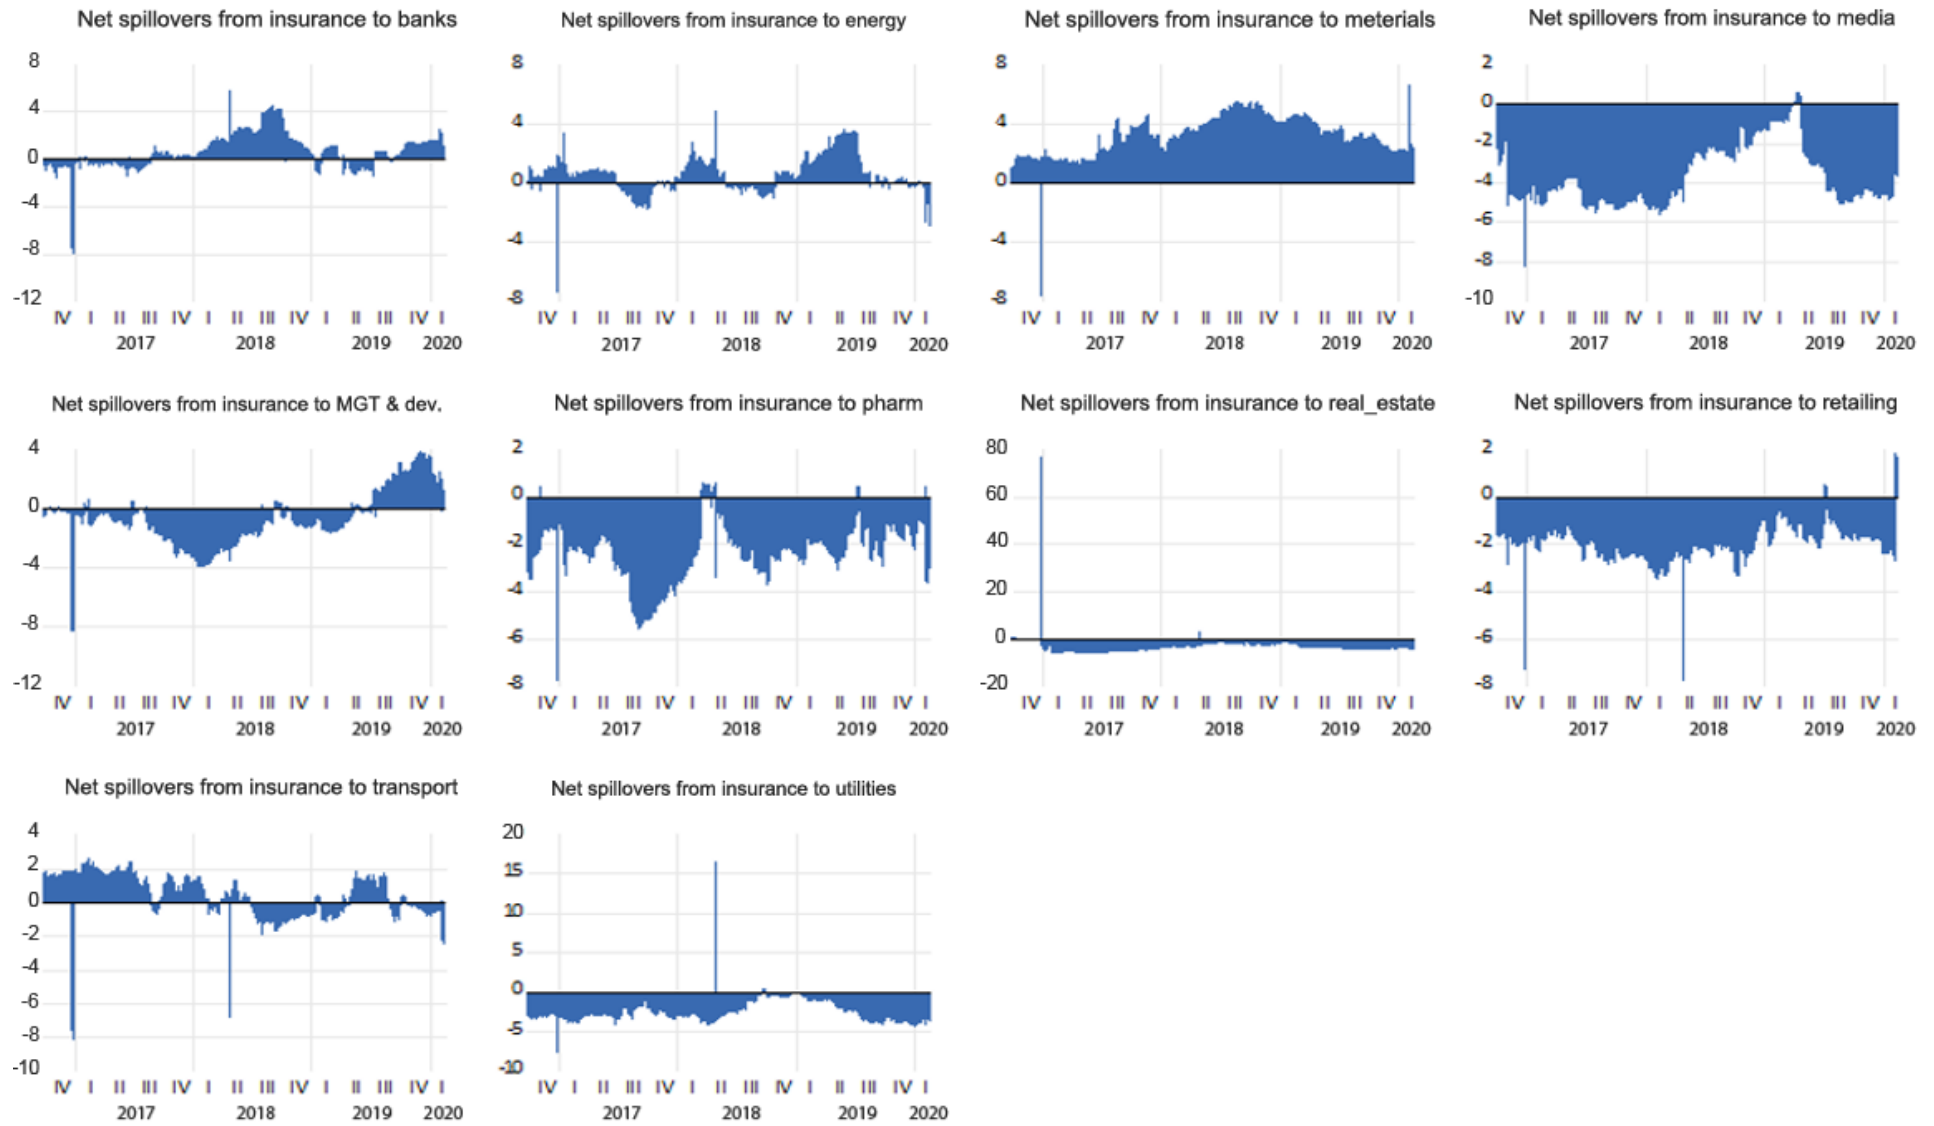 Net spillovers from insurance to banks
8
4
0
-4
-8
-12
IV I II III IV I II III IV I II III IV I
2017 2018 2019 2020
Net spillovers from insurance to energy
8
4
0
-4
-8
IV I II III IV I II III IV I II III IV I
2017 2018 2019 2020
Net spillovers from insurance to meterials
8
4
0
-4
-8
IV I II III IV I II III IV I II III IV I
2017 2018 2019 2020
Net spillovers from insurance to media
2
0
-2
-4
-6
-8
-10
IV I II III IV I II III IV I II III IV I
2017 2018 2019 2020
Net spillovers from insurance to MGT & dev.
4
0
-4
-8
-12
IV I II III IV I II III IV I II III IV I
2017 2018 2019 2020
Net spillovers from insurance to pharm
2
0
-2
-4
-6
-8
IV I II III IV I II III IV I II III IV I
2017 2018 2019 2020
Net spillovers from insurance to real_estate
80
60
40
20
0
-20
IV I II III IV I II III IV I II III IV I
2017 2018 2019 2020
Net spillovers from insurance to retailing
2
0
-2
-4
-6
-8
IV I II III IV I II III IV I II III IV I
2017 2018 2019 2020
Net spillovers from insurance to transport
4
2
0
-2
-4
-6
-8
-10
IV I II III IV I II III IV I II III IV I
2017 2018 2019 2020
Net spillovers from insurance to utilities
20
15
10
5
0
-5
-10
IV I II III IV I II III IV I II III IV I
2017 2018 2019 2020